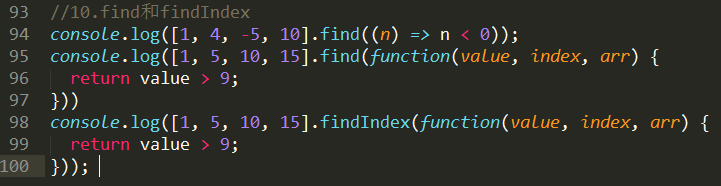 93 //10.find和findIndex
94 console.log([1, 4, -5, 10].find((n) => n < 0));
95 console.log([1, 5, 10, 15].find(function(value, index, arr) {
96   return value > 9;
97 }))
98 console.log([1, 5, 10, 15].findIndex(function(value, index, arr) {
99   return value > 9;
100 }));